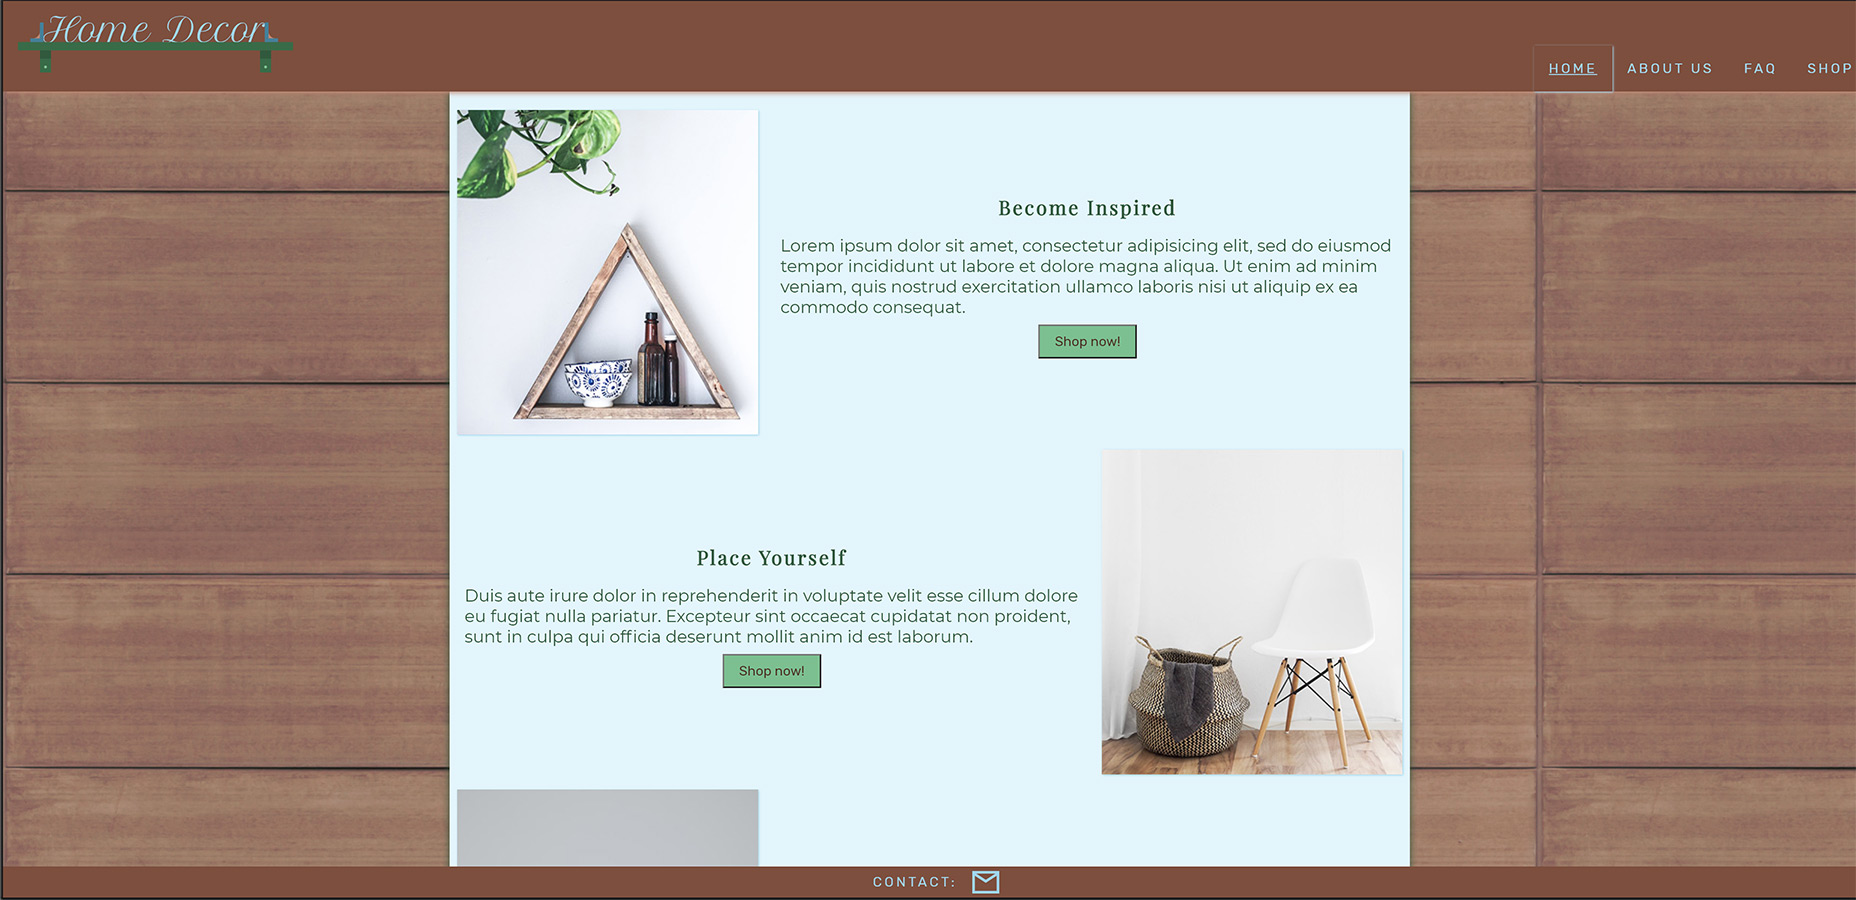 Home Decor
HOME ABOUT US FAQ SHOP
Become Inspired
Lorem ipsum dolor sit amet, consectetur adipisicing elit, sed do eiusmod
tempor incididunt ut labore et dolore magna aliqua. Ut enim ad minim
veniam, quis nostrud exercitation ullamco laboris nisi ut aliquip ex ea
commodo consequat.
Shop now!
Place Yourself
Duis aute irure dolor in reprehenderit in voluptate velit esse cillum dolore
eu fugiat nulla pariatur. Excepteur sint occaecat cupidatat non proident,
sunt in culpa qui officia deserunt mollit anim id est laborum.
Shop now!
CONTACT: